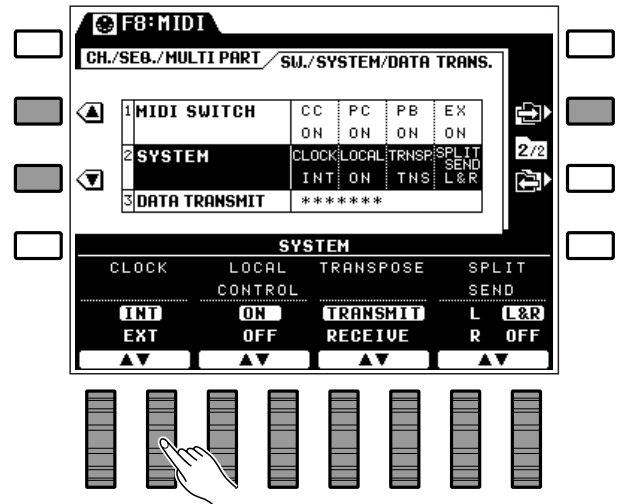 F8:MIDI
CH./SEQ./MULTI PART SW./SYSTEM/DATA TRANS.
1 MIDI SWITCH CC PC PB EX
ON ON ON ON
2 SYSTEM CLOCK LOCAL TRNSP SPLIT SEND
INT ON TNS L&R
3 DATA TRANSMIT *******
2/2
SYSTEM
CLOCK LOCAL TRANSPOSE SPLIT
CONTROL SEND
INT ON TRANSMIT L L&R
EXT OFF RECEIVE R OFF